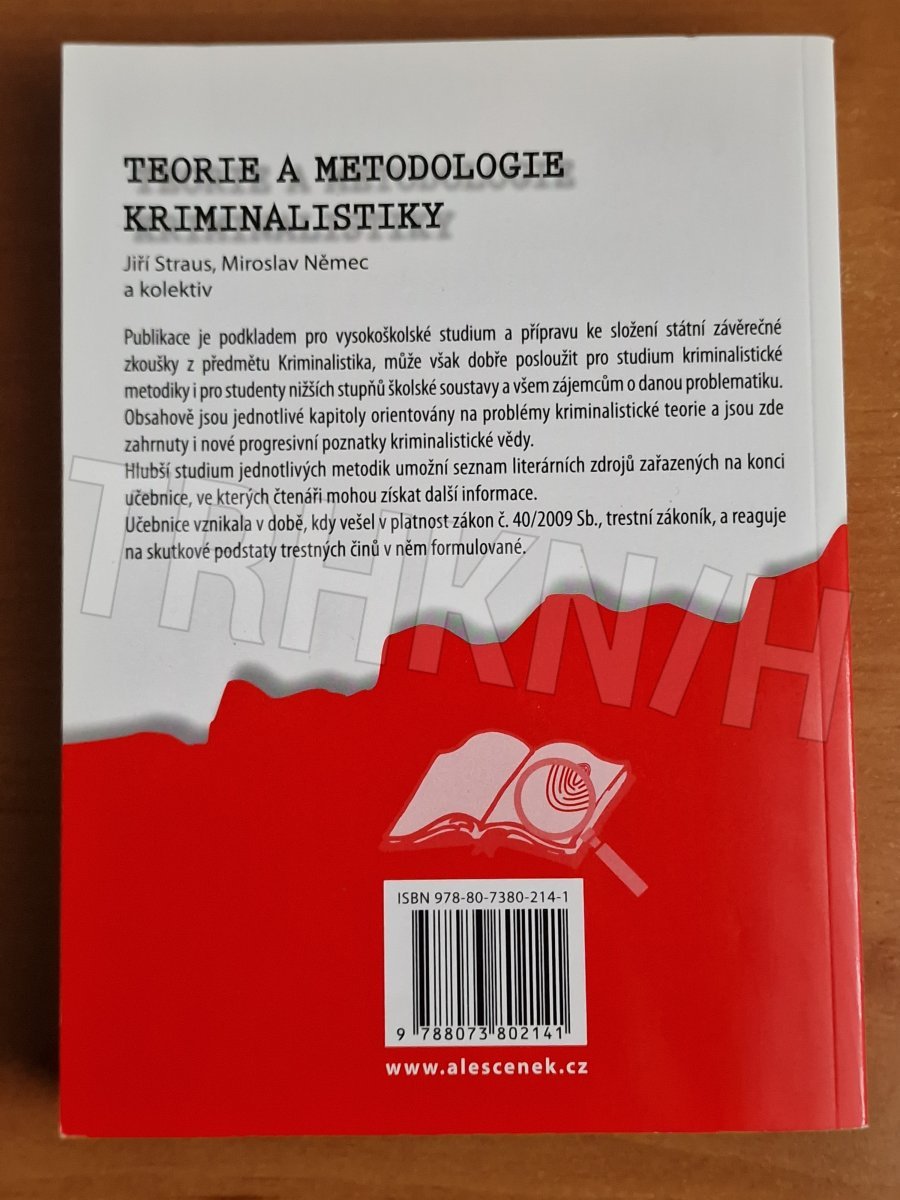 TEORIE A METODOLOGIE
KRIMINALISTIKY
Jiří Straus, Miroslav Němec
a kolektiv
Publikace je podkladem pro vysokoškolské studium a přípravu ke složení státní závěrečné
zkoušky z předmětu Kriminalistika, může však dobře posloužit pro studium kriminalistické
metodiky i pro studenty nižších stupňů školské soustavy a všem zájemcům o danou problematiku.
Obsahově jsou jednotlivé kapitoly orientovány na problémy kriminalistické teorie a jsou zde
zahrnuty i nové progresivní poznatky kriminalistické vědy.
Hlubší studium jednotlivých metodik umožní seznam literárních zdrojů zařazených na konci
učebnice, ve kterých čtenáři mohou získat další informace.
Učebnice vznikala v době, kdy vešel v platnost zákon č. 40/2009 Sb., trestní zákoník, a reaguje
na skutkové podstaty trestných činů v něm formulované.
TRHKNIH
ISBN 978-80-7380-214-1
9 788073 802141
www.alescenek.cz